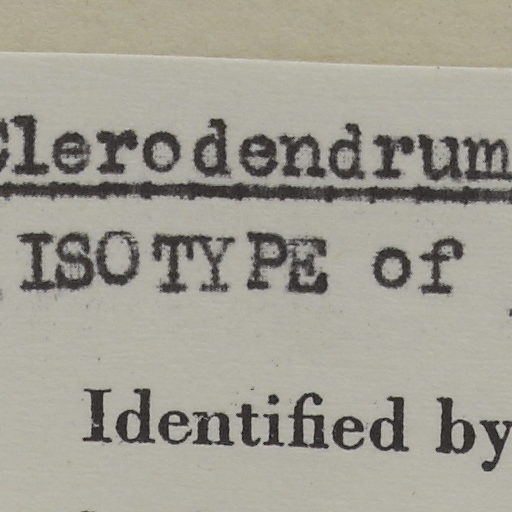 Clerodendrum
ISOTYPE of
Identified by